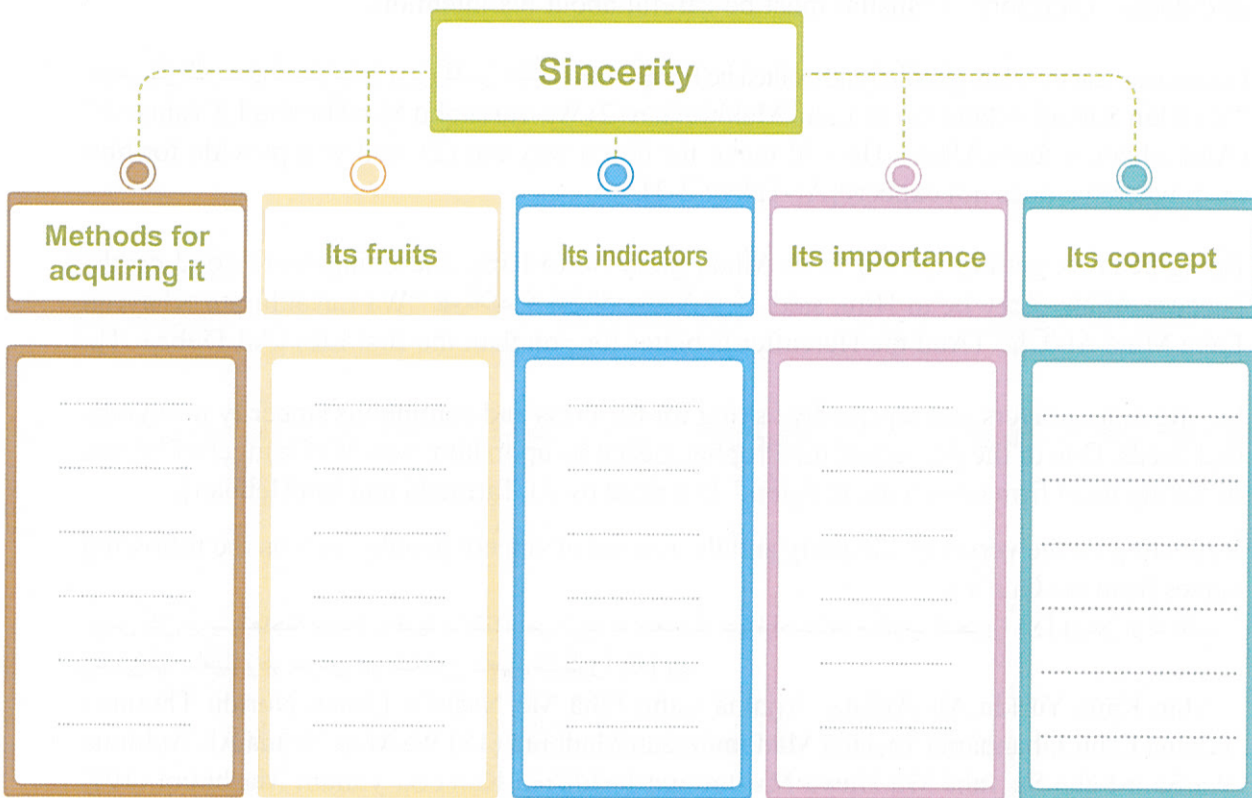 Sincerity
Methods for
acquiring it
Its fruits
Its indicators
Its importance
Its concept